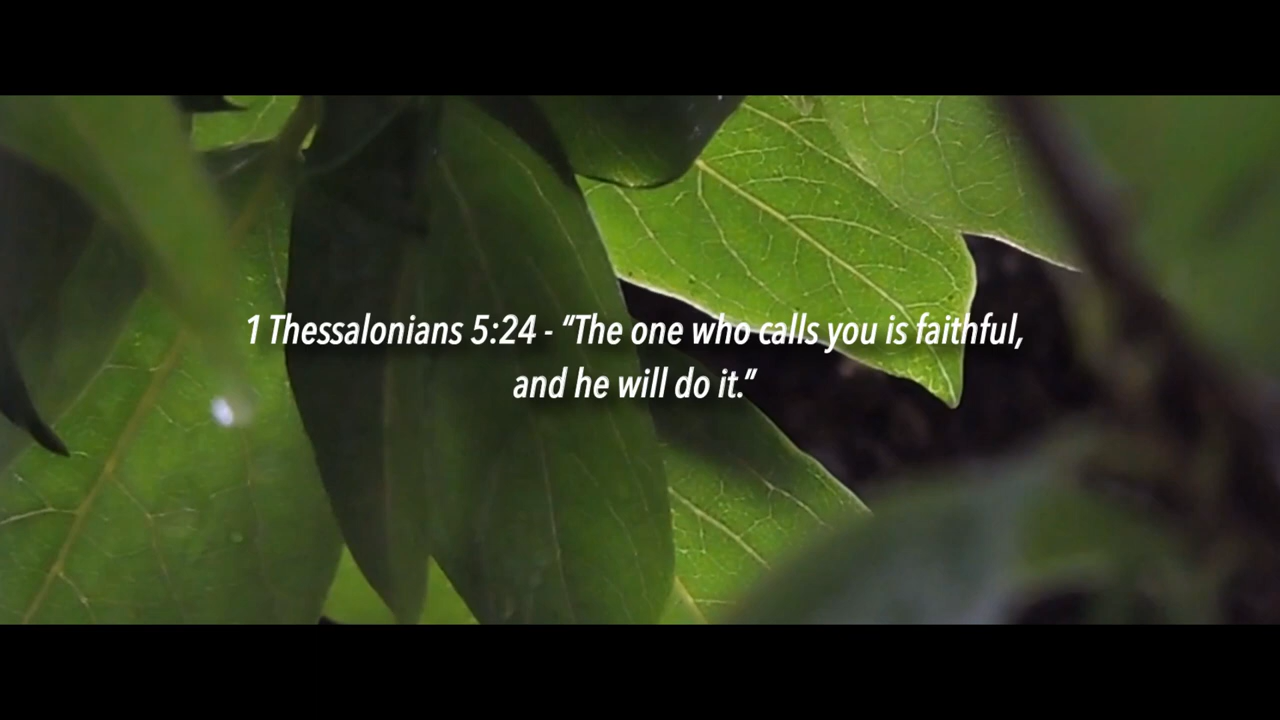 1 Thessalonians 5:24 - “The one who calls you is faithful,
and he will do it.”